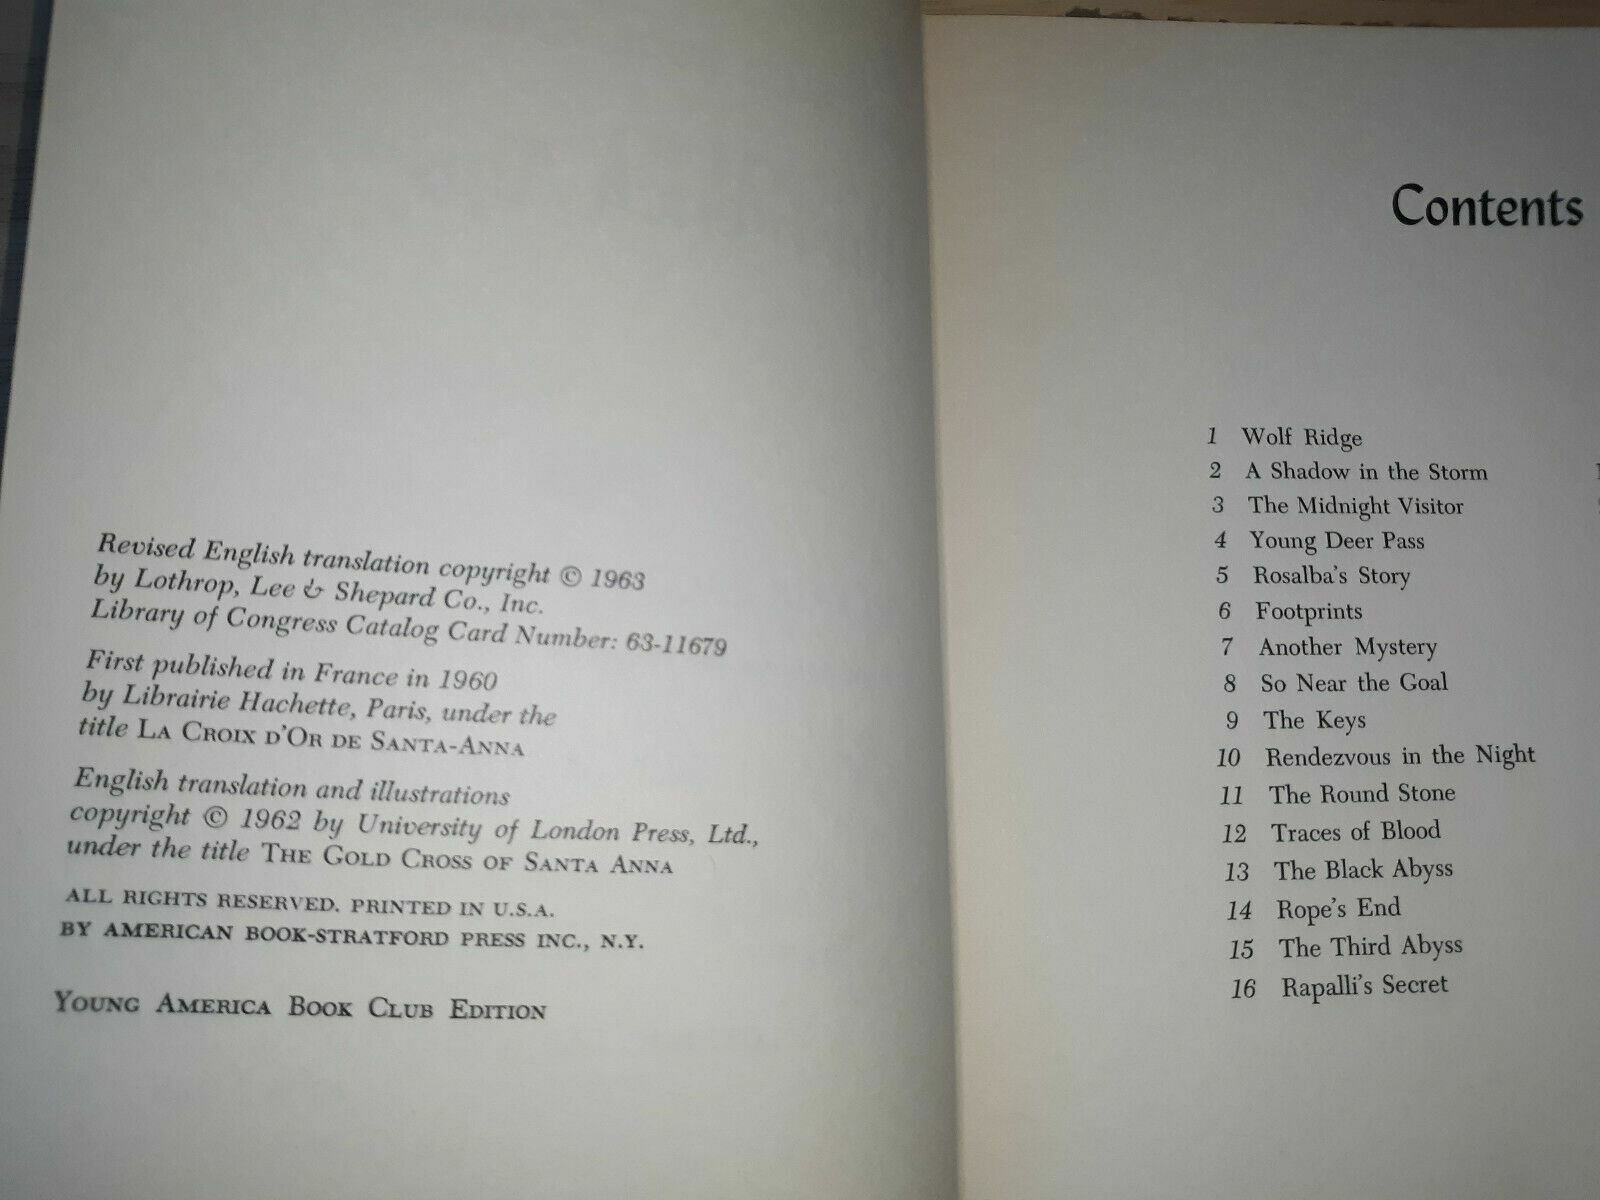 Revised English translation copyright © 1963
by Lothrop, Lee & Shepard Co., Inc.
Library of Congress Catalog Card Number: 63-11679
First published in France in 1960
by Librairie Hachette, Paris, under the
title LA CROIX D'OR DE SANTA-ANNA
English translation and illustrations
copyright © 1962 by University of London Press, Ltd.,
under the title THE GOLD CROSS OF SANTA ANNA
ALL RIGHTS RESERVED. PRINTED IN U.S.A.
BY AMERICAN BOOK-STRATFORD PRESS INC., N.Y.
YOUNG AMERICA BOOK CLUB EDITION
Contents
1 Wolf Ridge
2 A Shadow in the Storm
3 The Midnight Visitor
4 Young Deer Pass
5 Rosalba's Story
6 Footprints
7 Another Mystery
8 So Near the Goal
9 The Keys
10 Rendezvous in the Night
11 The Round Stone
12 Traces of Blood
13 The Black Abyss
14 Rope's End
15 The Third Abyss
16 Rapalli's Secret